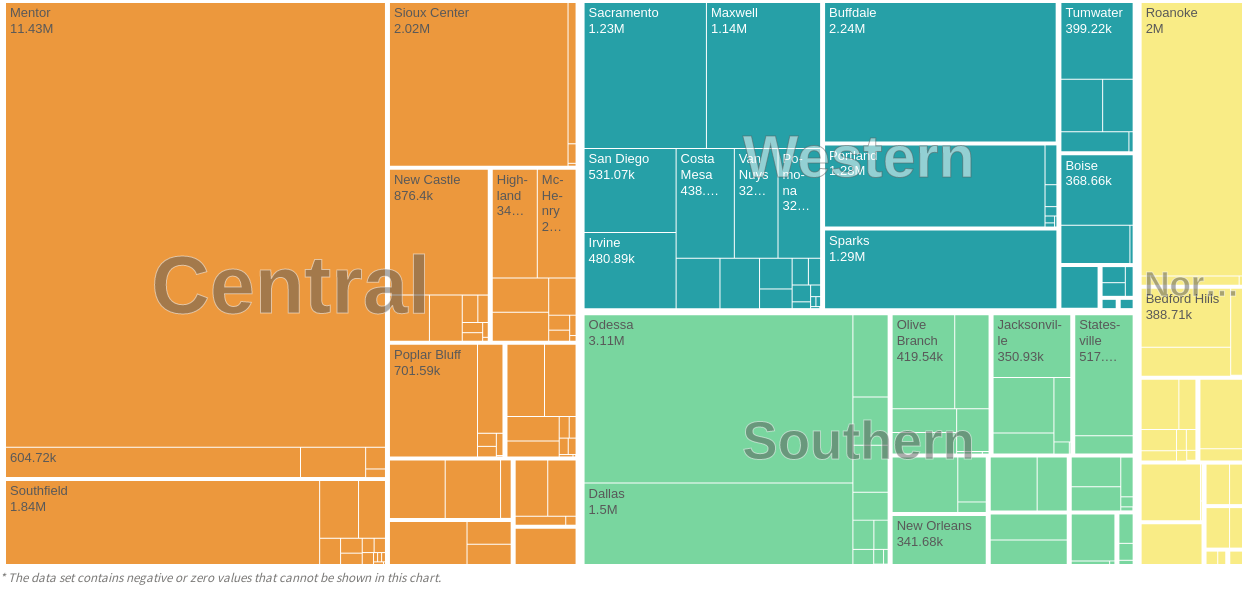 Mentor
11.43M
604.72k
Southfield
1.84M
Sioux Center
2.02M
New Castle
876.4k
High-
land
34…
Mc-
He-
nry
2…
Poplar Bluff
701.59k
Central
Sacramento
1.23M
Maxwell
1.14M
San Diego
531.07k
Irvine
480.89k
Costa
Mesa
438.…
Van
Nuys
32…
Po-
mo-
na
32…
Buffdale
2.24M
Portland
1.28M
Sparks
1.29M
Tumwater
399.22k
Boise
368.66k
Western
Odessa
3.11M
Dallas
1.5M
Olive
Branch
419.54k
Jacksonvil-
le
350.93k
States-
ville
517.…
New Orleans
341.68k
Southern
Roanoke
2M
Nor…
Bedford Hills
388.71k
* The data set contains negative or zero values that cannot be shown in this chart.